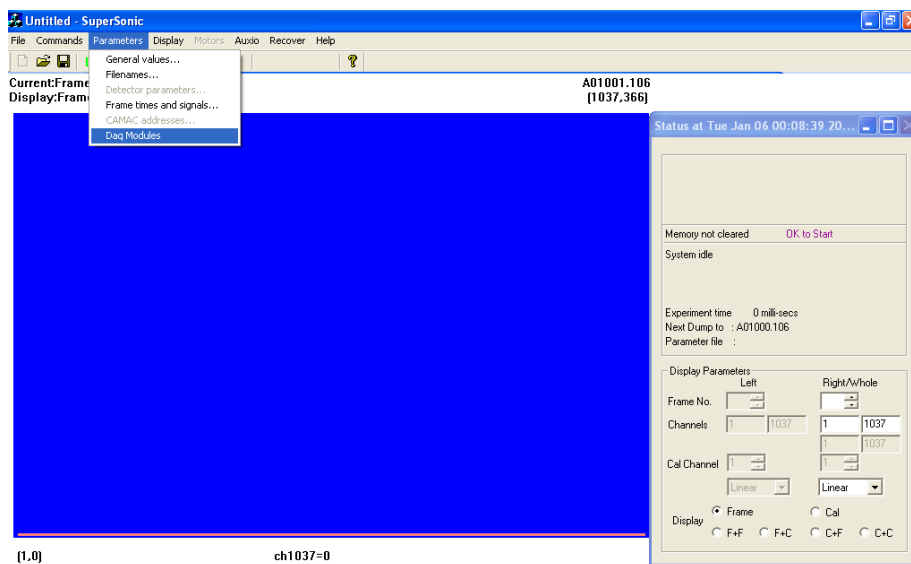 Untitled - SuperSonic
File Commands Parameters Display Motors Auxio Recover Help
General values...
Filenames...
Detector parameters...
Frame times and signals...
CAMAC addresses...
Daq Modules
Current:Frame
A01001.106
Display:Fram
(1037,366)
Status at Tue Jan 06 00:08:39 20...
Memory not cleared OK to Start
System idle
Experiment time 0 milli-secs
Next Dump to : A01000.106
Parameter file :
Display Parameters
Left Right/Whole
Frame No.
Channels 1 1037 1 1037
1 1037
Cal Channel 1 1
Linear Linear
Display Frame Cal
F+F F+C C+F C+C
(1,0) ch1037=0